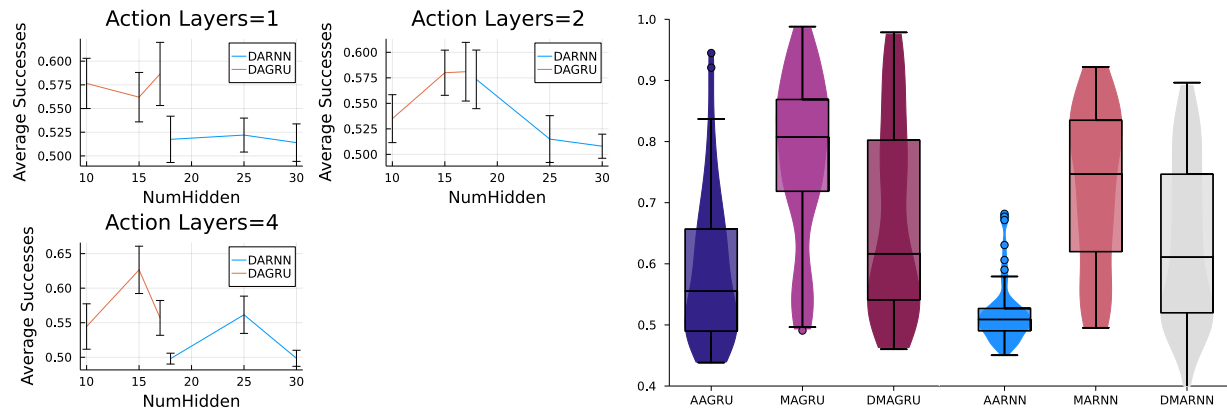 Action Layers=1
Average Successes
0.600
0.575
0.550
0.525
0.500
DARNN
DAGRU
10 15 20 25 30
NumHidden
Action Layers=2
Average Successes
0.600
0.575
0.550
0.525
0.500
DARNN
DAGRU
10 15 20 25 30
NumHidden
Action Layers=4
Average Successes
0.65
0.60
0.55
0.50
DARNN
DAGRU
10 15 20 25 30
NumHidden
1.0
0.9
0.8
0.7
0.6
0.5
0.4
AAGRU MAGRU DMAGRU AARNN MARNN DMARNN